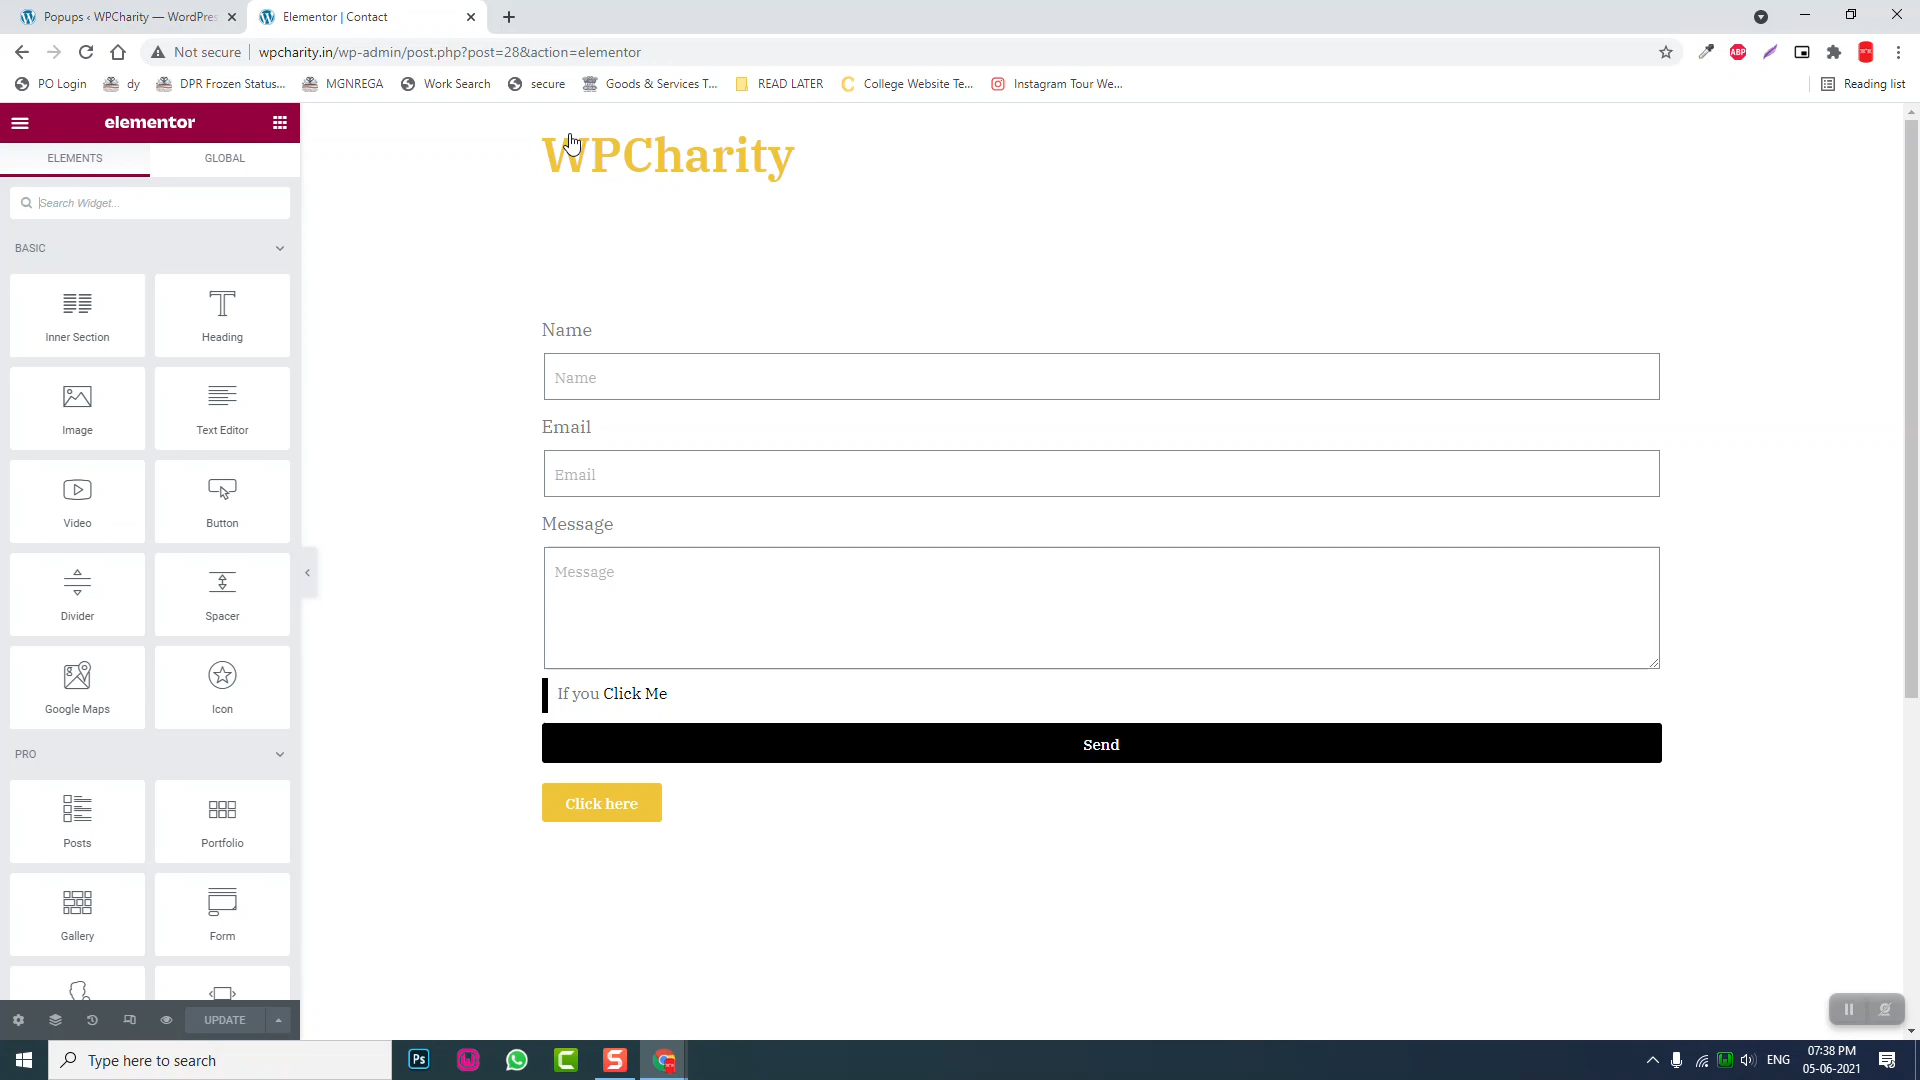 Popups ‹ WPCharity — WordPres
Elementor | Contact
Not secure
wpcharity.in/wp-admin/post.php?post=28&action=elementor
ABP
PO Login
dy
DPR Frozen Status...
MGNREGA
Work Search
secure
Goods & Services T...
READ LATER
College Website Te...
Instagram Tour We...
Reading list
elementor
ELEMENTS
GLOBAL
Search Widget...
BASIC
Inner Section
Heading
Image
Text Editor
Video
Button
Divider
Spacer
Google Maps
Icon
PRO
Posts
Portfolio
Gallery
Form
UPDATE
WPCharity
Name
Name
Email
Email
Message
Message
If you Click Me
Send
Click here
Type here to search
Ps
ENG
07:38 PM
05-06-2021